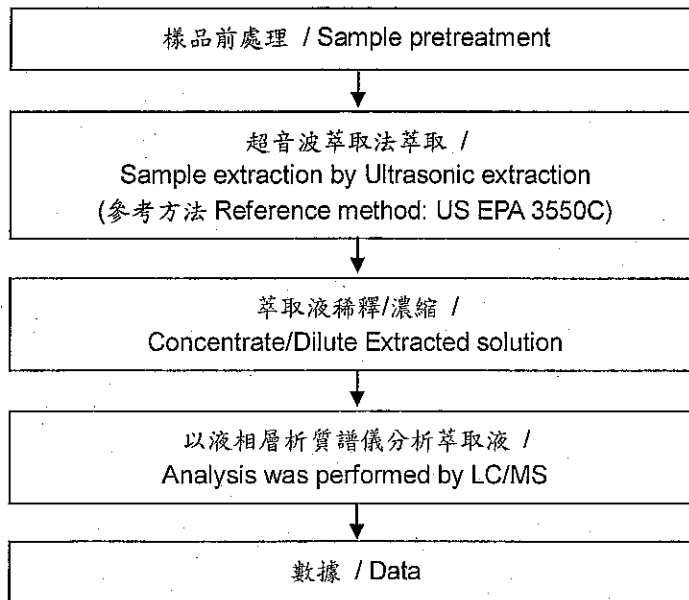 樣品前處理 / Sample pretreatment
超音波萃取法萃取 /
Sample extraction by Ultrasonic extraction
(參考方法 Reference method: US EPA 3550C)
萃取液稀釋/濃縮 /
Concentrate/Dilute Extracted solution
以液相層析質譜儀分析萃取液 /
Analysis was performed by LC/MS
數據 / Data